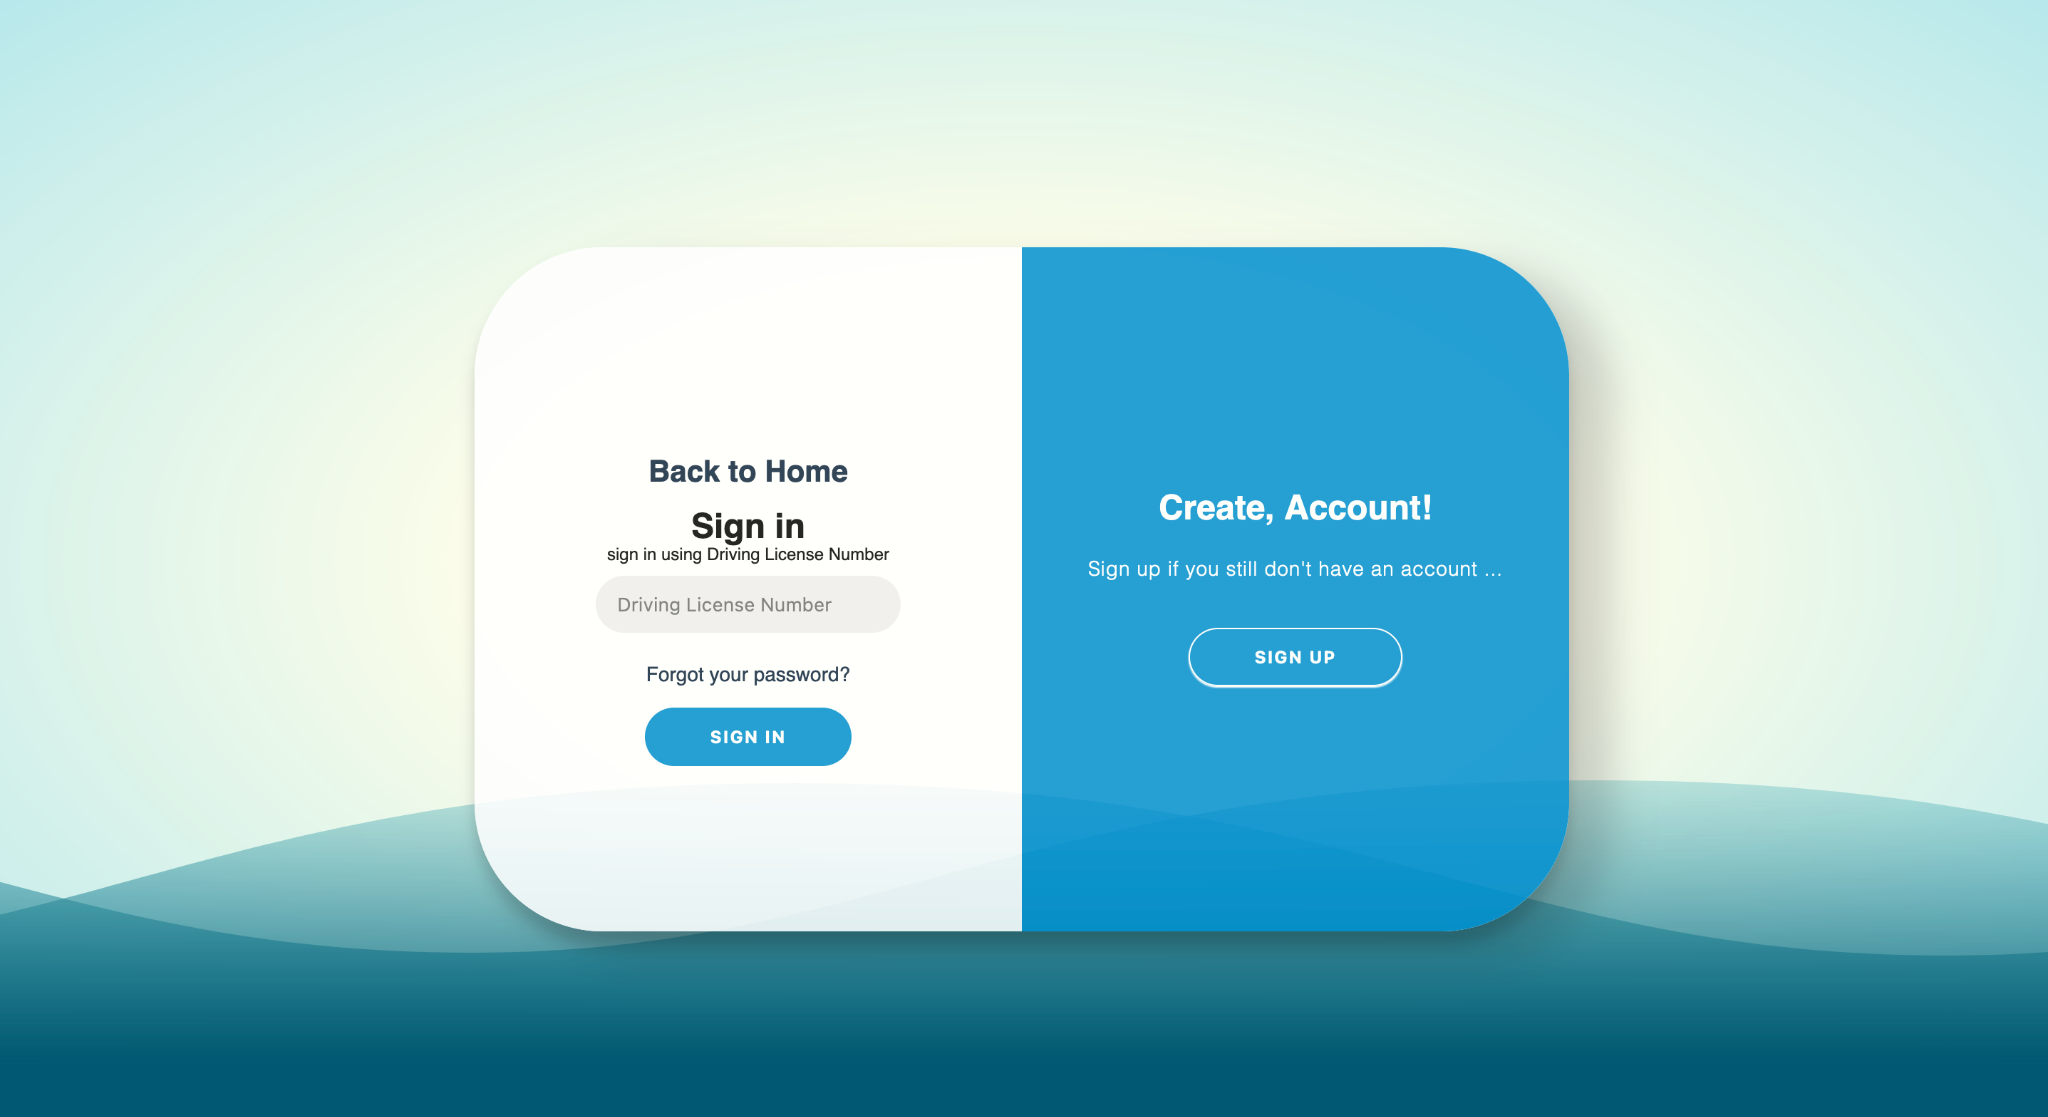 Back to Home
Sign in
sign in using Driving License Number
Driving License Number
Forgot your password?
SIGN IN
Create, Account!
Sign up if you still don't have an account ...
SIGN UP